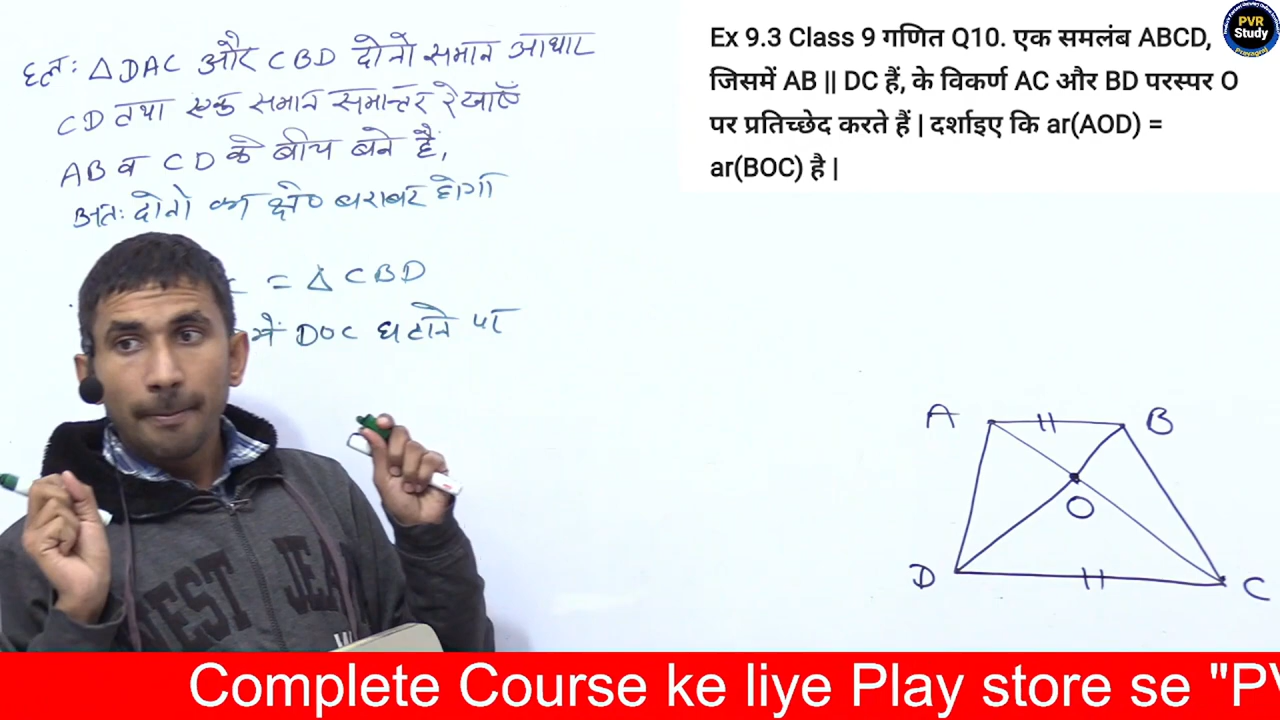 हल: △DAC और CBD दोनो समान आधार
CD तथा एक समान समान्तर रेखाएँ
AB व CD के बीच बने है,
अत: दोनो का क्षे० बराबर होगा
= △CBD
में DOC घटाने पर
Ex 9.3 Class 9 गणित Q10. एक समलंब ABCD,
जिसमें AB || DC हैं, के विकर्ण AC और BD परस्पर O
पर प्रतिच्छेद करते हैं | दर्शाइए कि ar(AOD) =
ar(BOC) है |
PVR
Study
A
B
O
D
C
Complete Course ke liye Play store se "PV